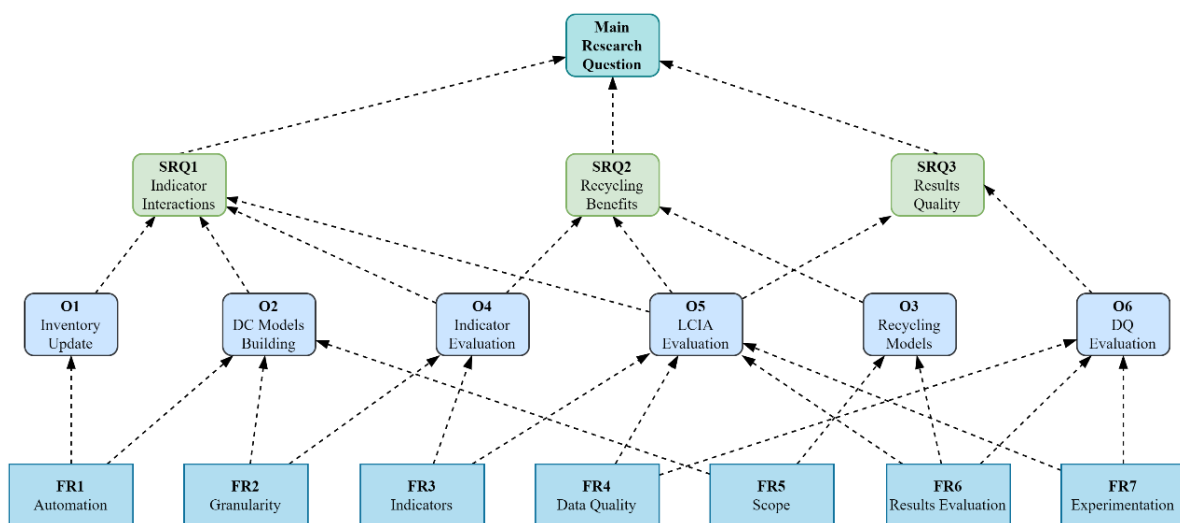 Main
Research
Question
SRQ1
Indicator
Interactions
SRQ2
Recycling
Benefits
SRQ3
Results
Quality
O1
Inventory
Update
O2
DC Models
Building
O4
Indicator
Evaluation
O5
LCIA
Evaluation
O3
Recycling
Models
O6
DQ
Evaluation
FR1
Automation
FR2
Granularity
FR3
Indicators
FR4
Data Quality
FR5
Scope
FR6
Results Evaluation
FR7
Experimentation